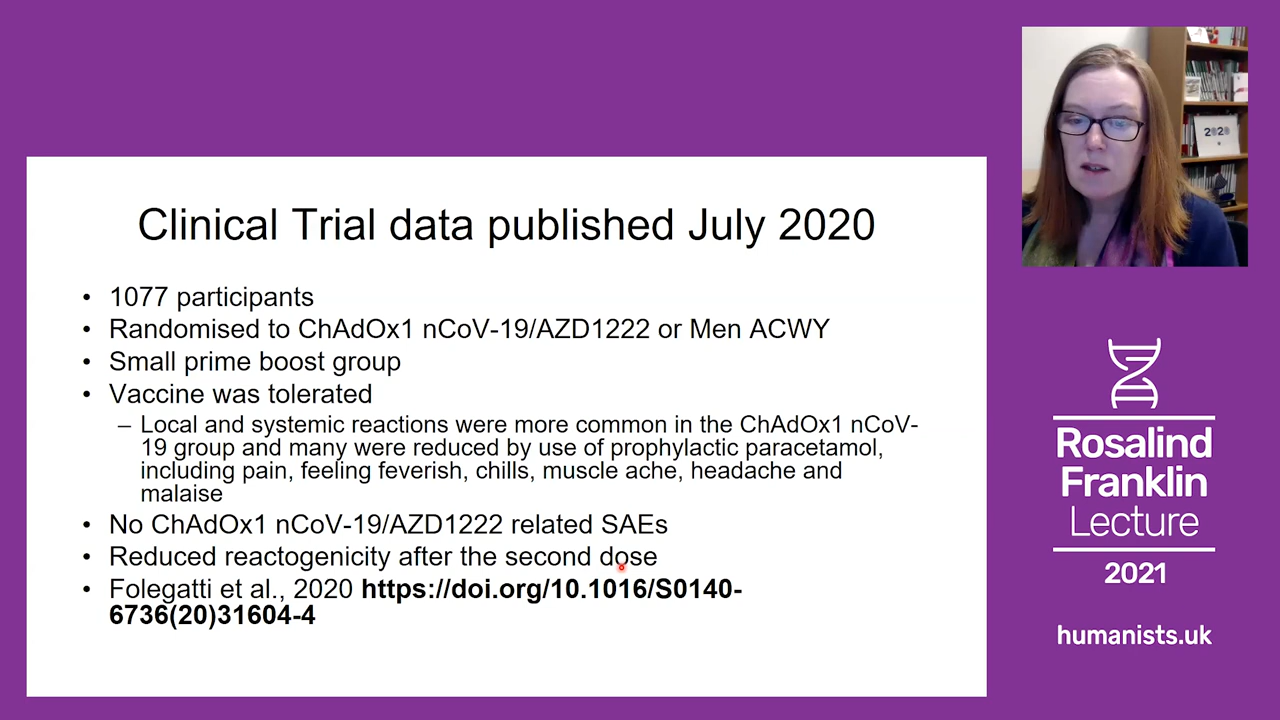 Clinical Trial data published July 2020
• 1077 participants
• Randomised to ChAdOx1 nCoV-19/AZD1222 or Men ACWY
• Small prime boost group
• Vaccine was tolerated
– Local and systemic reactions were more common in the ChAdOx1 nCoV-
19 group and many were reduced by use of prophylactic paracetamol,
including pain, feeling feverish, chills, muscle ache, headache and
malaise
• No ChAdOx1 nCoV-19/AZD1222 related SAEs
• Reduced reactogenicity after the second dose
• Folegatti et al., 2020 https://doi.org/10.1016/S0140-
6736(20)31604-4
2020
Rosalind
Franklin
Lecture
2021
humanists.uk